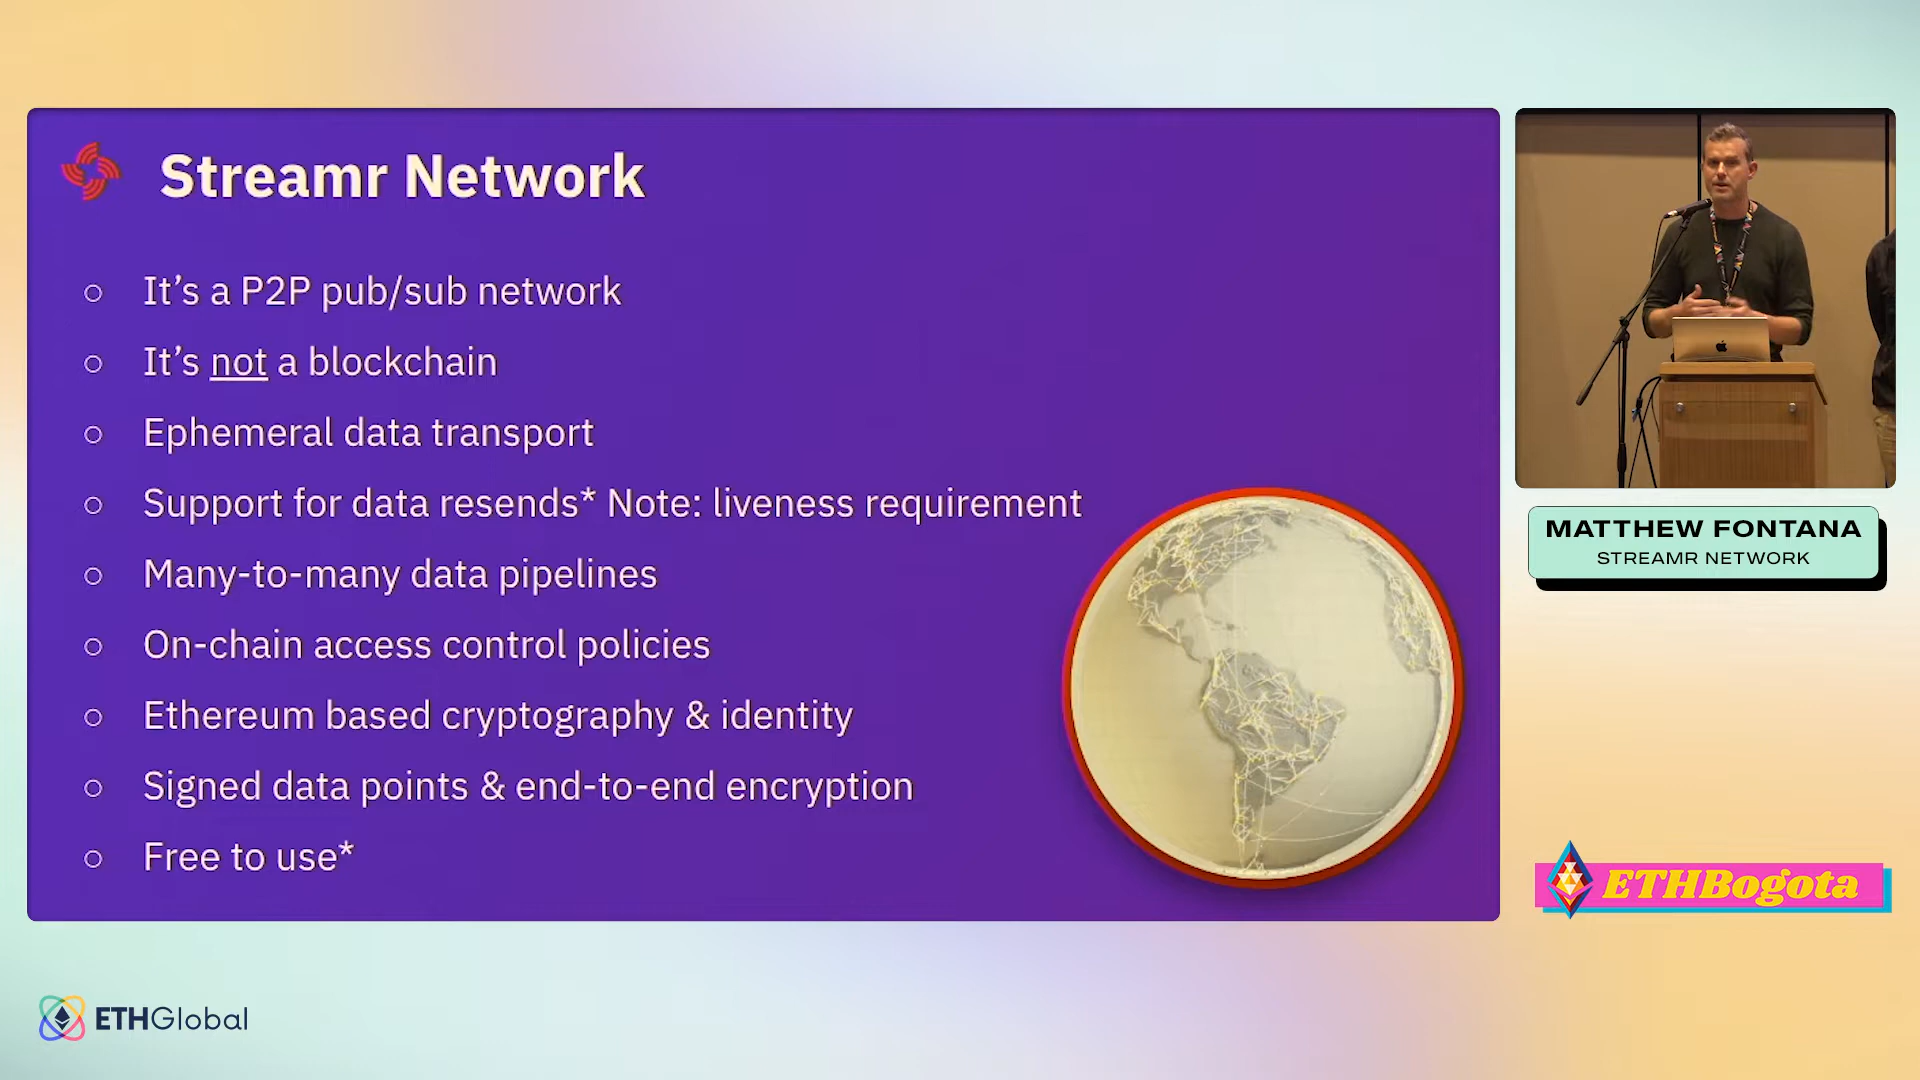 Streamr Network
It’s a P2P pub/sub network
It’s not a blockchain
Ephemeral data transport
Support for data resends* Note: liveness requirement
Many-to-many data pipelines
On-chain access control policies
Ethereum based cryptography & identity
Signed data points & end-to-end encryption
Free to use*
MATTHEW FONTANA
STREAMR NETWORK
ETHBogota
ETHGlobal